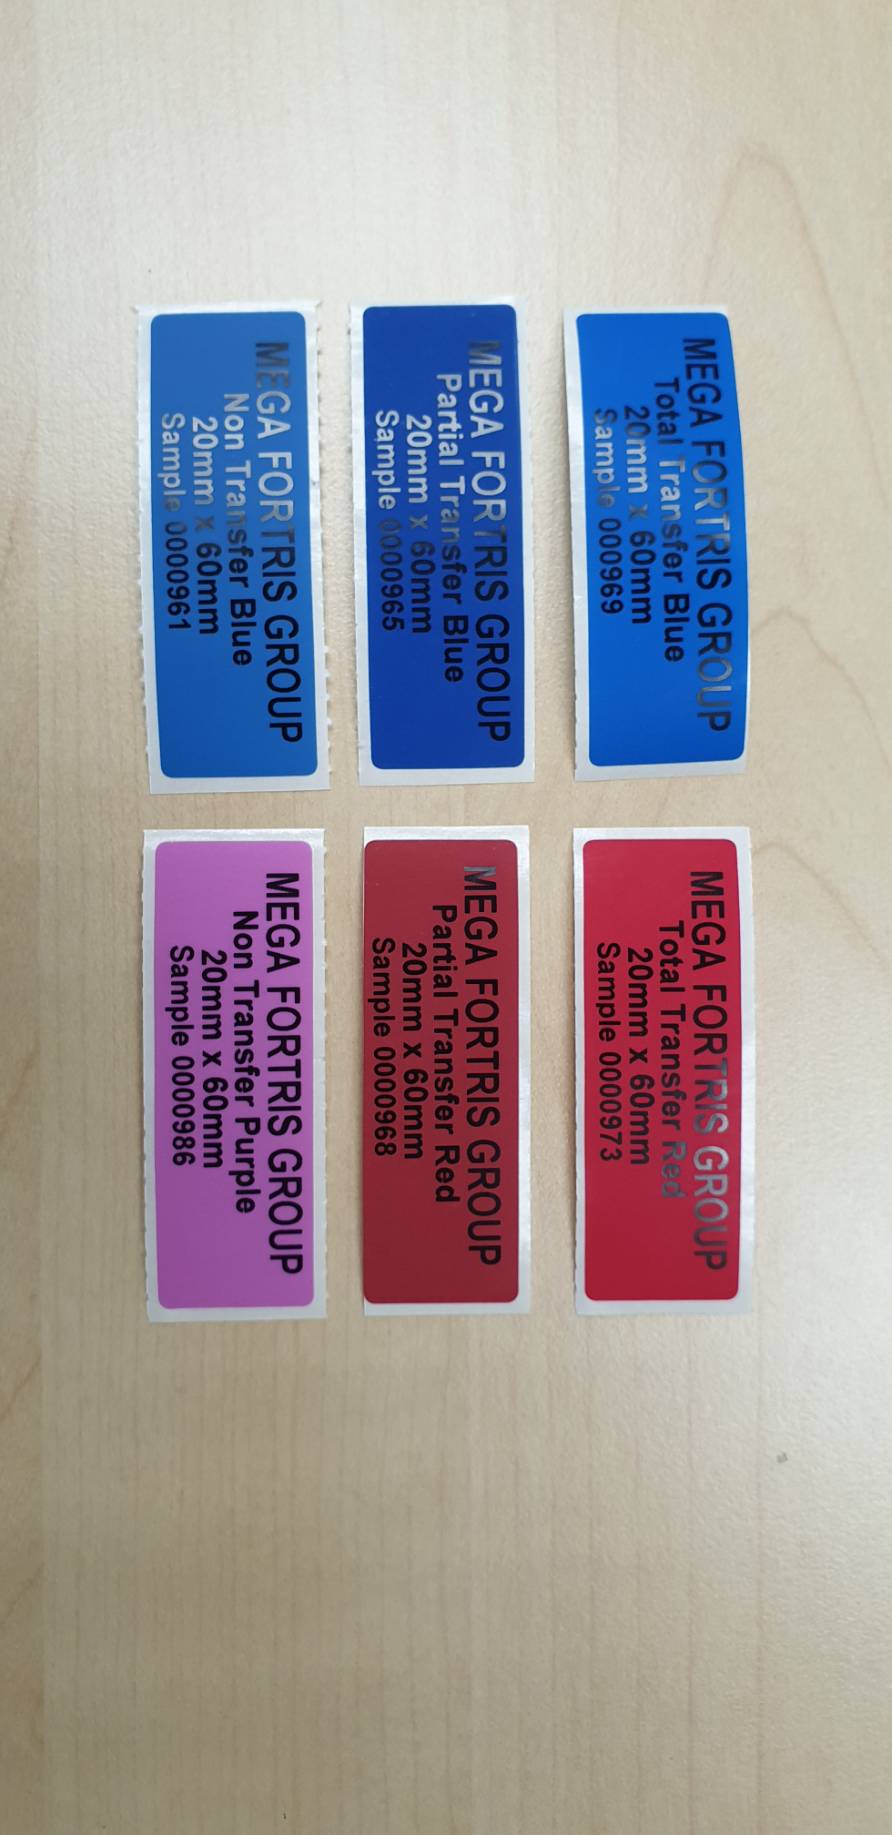 MEGA FORTRIS GROUP
Total Transfer Blue
20mm x 60mm
Sample 0000969
MEGA FORTRIS GROUP
Total Transfer Red
20mm x 60mm
Sample 0000973
MEGA FORTRIS GROUP
Partial Transfer Blue
20mm x 60mm
Sample 0000965
MEGA FORTRIS GROUP
Partial Transfer Red
20mm x 60mm
Sample 0000968
MEGA FORTRIS GROUP
Non Transfer Blue
20mm x 60mm
Sample 0000961
MEGA FORTRIS GROUP
Non Transfer Purple
20mm x 60mm
Sample 0000986